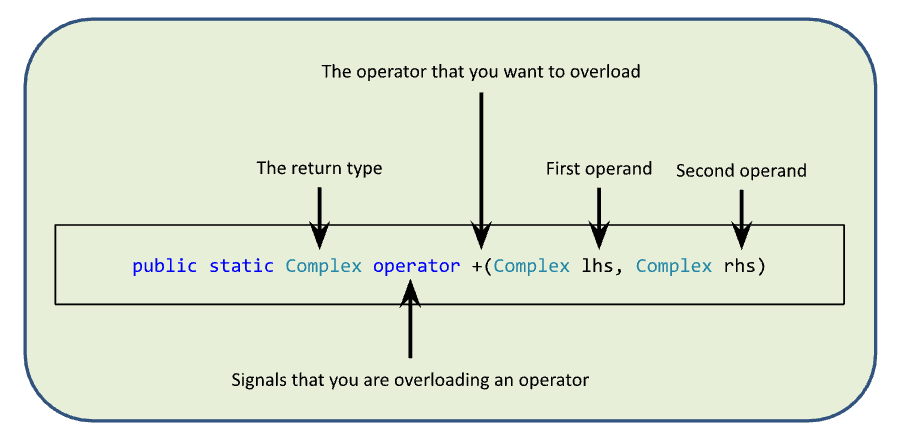 The operator that you want to overload
The return type
First operand
Second operand
public static Complex operator +(Complex lhs, Complex rhs)
Signals that you are overloading an operator